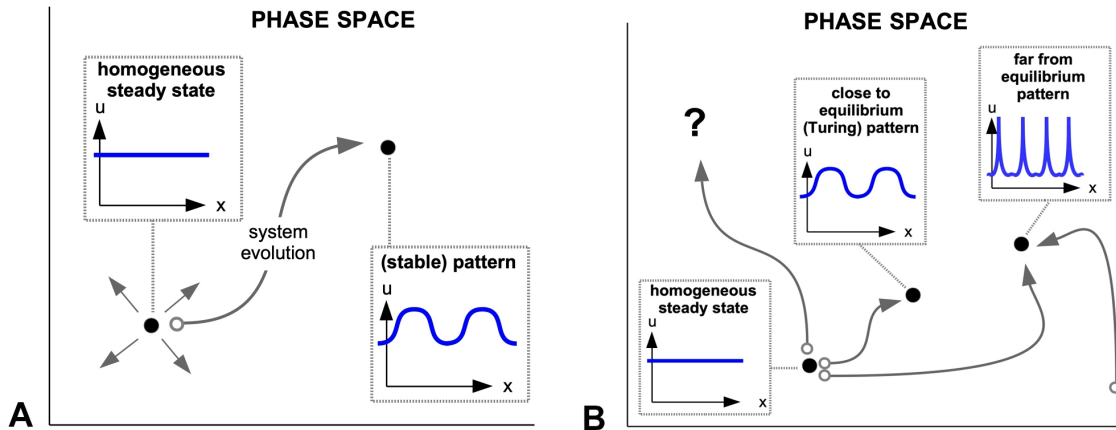 PHASE SPACE
homogeneous
steady state
u
x
system
evolution
(stable) pattern
u
x
A
PHASE SPACE
?
close to
equilibrium
(Turing) pattern
u
x
far from
equilibrium
pattern
u
x
homogeneous
steady state
u
x
B